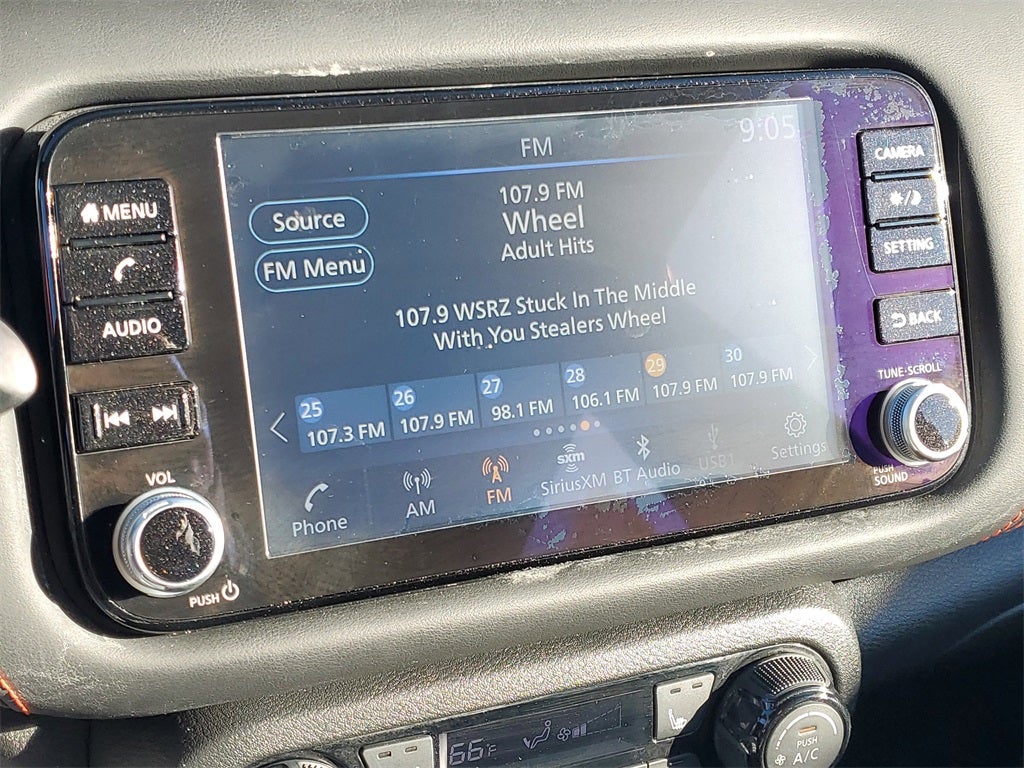 FM
9:05
107.9 FM
Wheel
Adult Hits
Source
FM Menu
107.9 WSRZ Stuck In The Middle
With You Stealers Wheel
25
107.3 FM
26
107.9 FM
27
98.1 FM
28
106.1 FM
29
107.9 FM
30
107.9 FM
Phone
AM
FM
sxm
SiriusXM
BT Audio
USB1
Settings
MENU
AUDIO
VOL
PUSH
CAMERA
SETTING
BACK
TUNE·SCROLL
PUSH
SOUND
66°F
PUSH
A/C